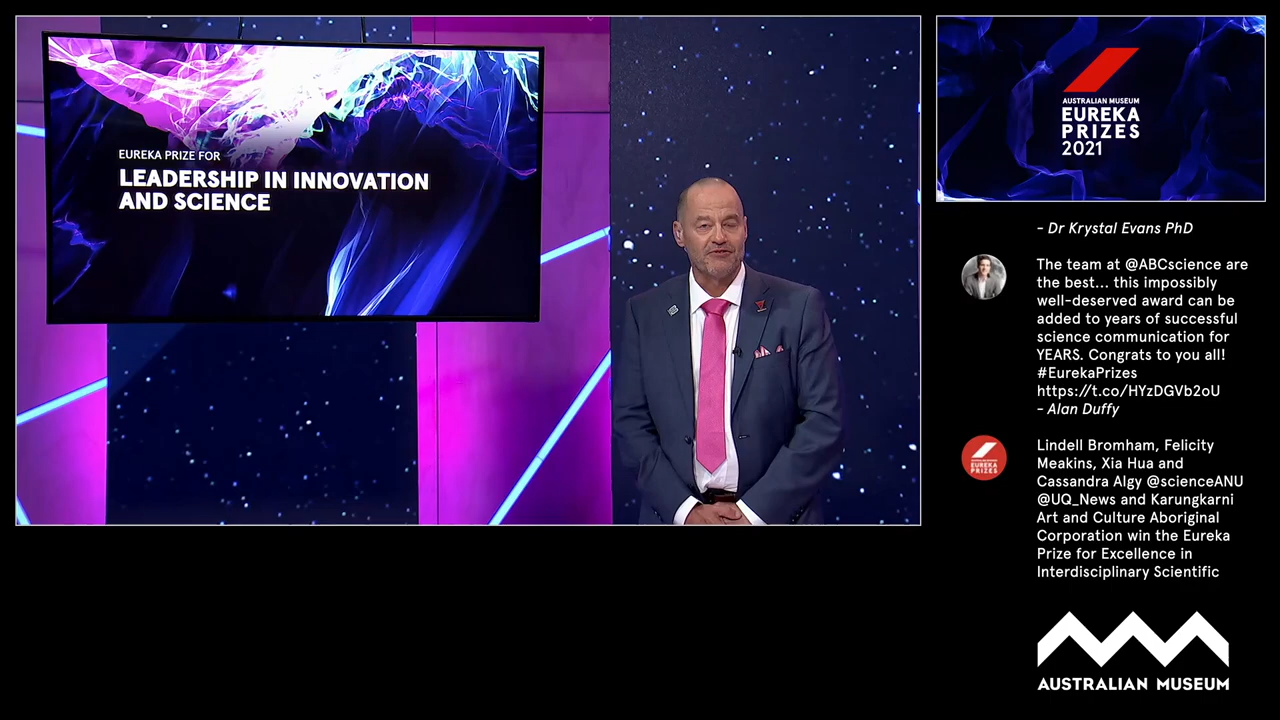 EUREKA PRIZE FOR
LEADERSHIP IN INNOVATION
AND SCIENCE
AUSTRALIAN MUSEUM
EUREKA
PRIZES
2021
- Dr Krystal Evans PhD
The team at @ABCscience are
the best... this impossibly
well-deserved award can be
added to years of successful
science communication for
YEARS. Congrats to you all!
#EurekaPrizes
https://t.co/HYzDGVb2oU
- Alan Duffy
EUREKA
PRIZES
Lindell Bromham, Felicity
Meakins, Xia Hua and
Cassandra Algy @scienceANU
@UQ_News and Karungkarni
Art and Culture Aboriginal
Corporation win the Eureka
Prize for Excellence in
Interdisciplinary Scientific
AUSTRALIAN MUSEUM